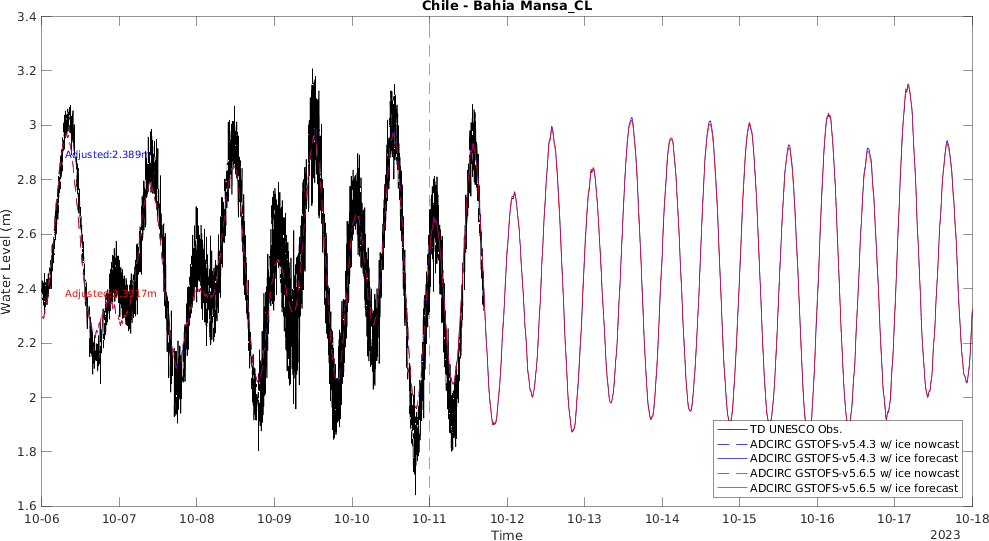 Chile - Bahia Mansa_CL
3.4
3.2
3
2.8
2.6
2.4
2.2
2
1.8
1.6
Water Level (m)
Adjusted:2.389m
10-06
10-07
10-08
10-09
10-10
10-11
10-12
10-13
10-14
10-15
10-16
10-17
10-18
Time
2023
TD UNESCO Obs.
ADCIRC GSTOFS-v5.4.3 w/ ice nowcast
ADCIRC GSTOFS-v5.4.3 w/ ice forecast
ADCIRC GSTOFS-v5.6.5 w/ ice nowcast
ADCIRC GSTOFS-v5.6.5 w/ ice forecast